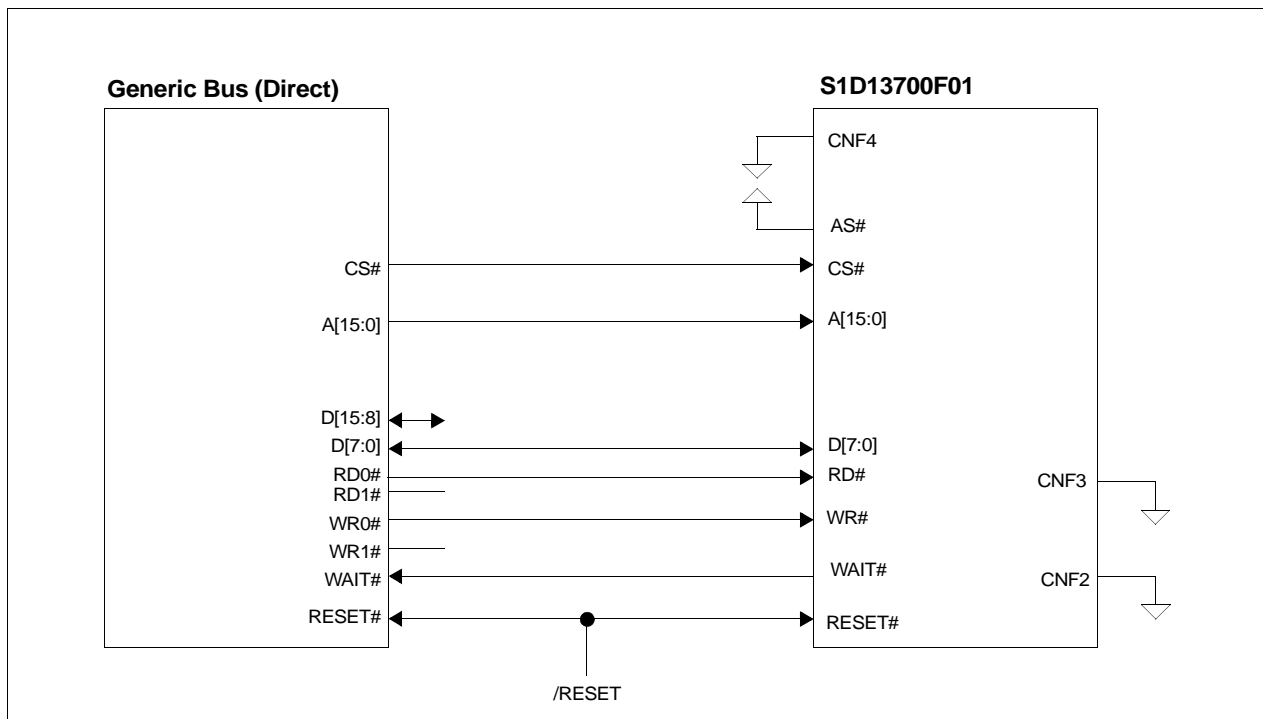 Generic Bus (Direct)
S1D13700F01
CNF4
AS#
CS#
CS#
A[15:0]
A[15:0]
D[15:8]
D[7:0]
D[7:0]
RD0#
RD#
RD1#
CNF3
WR0#
WR#
WR1#
WAIT#
WAIT#
CNF2
RESET#
RESET#
/RESET